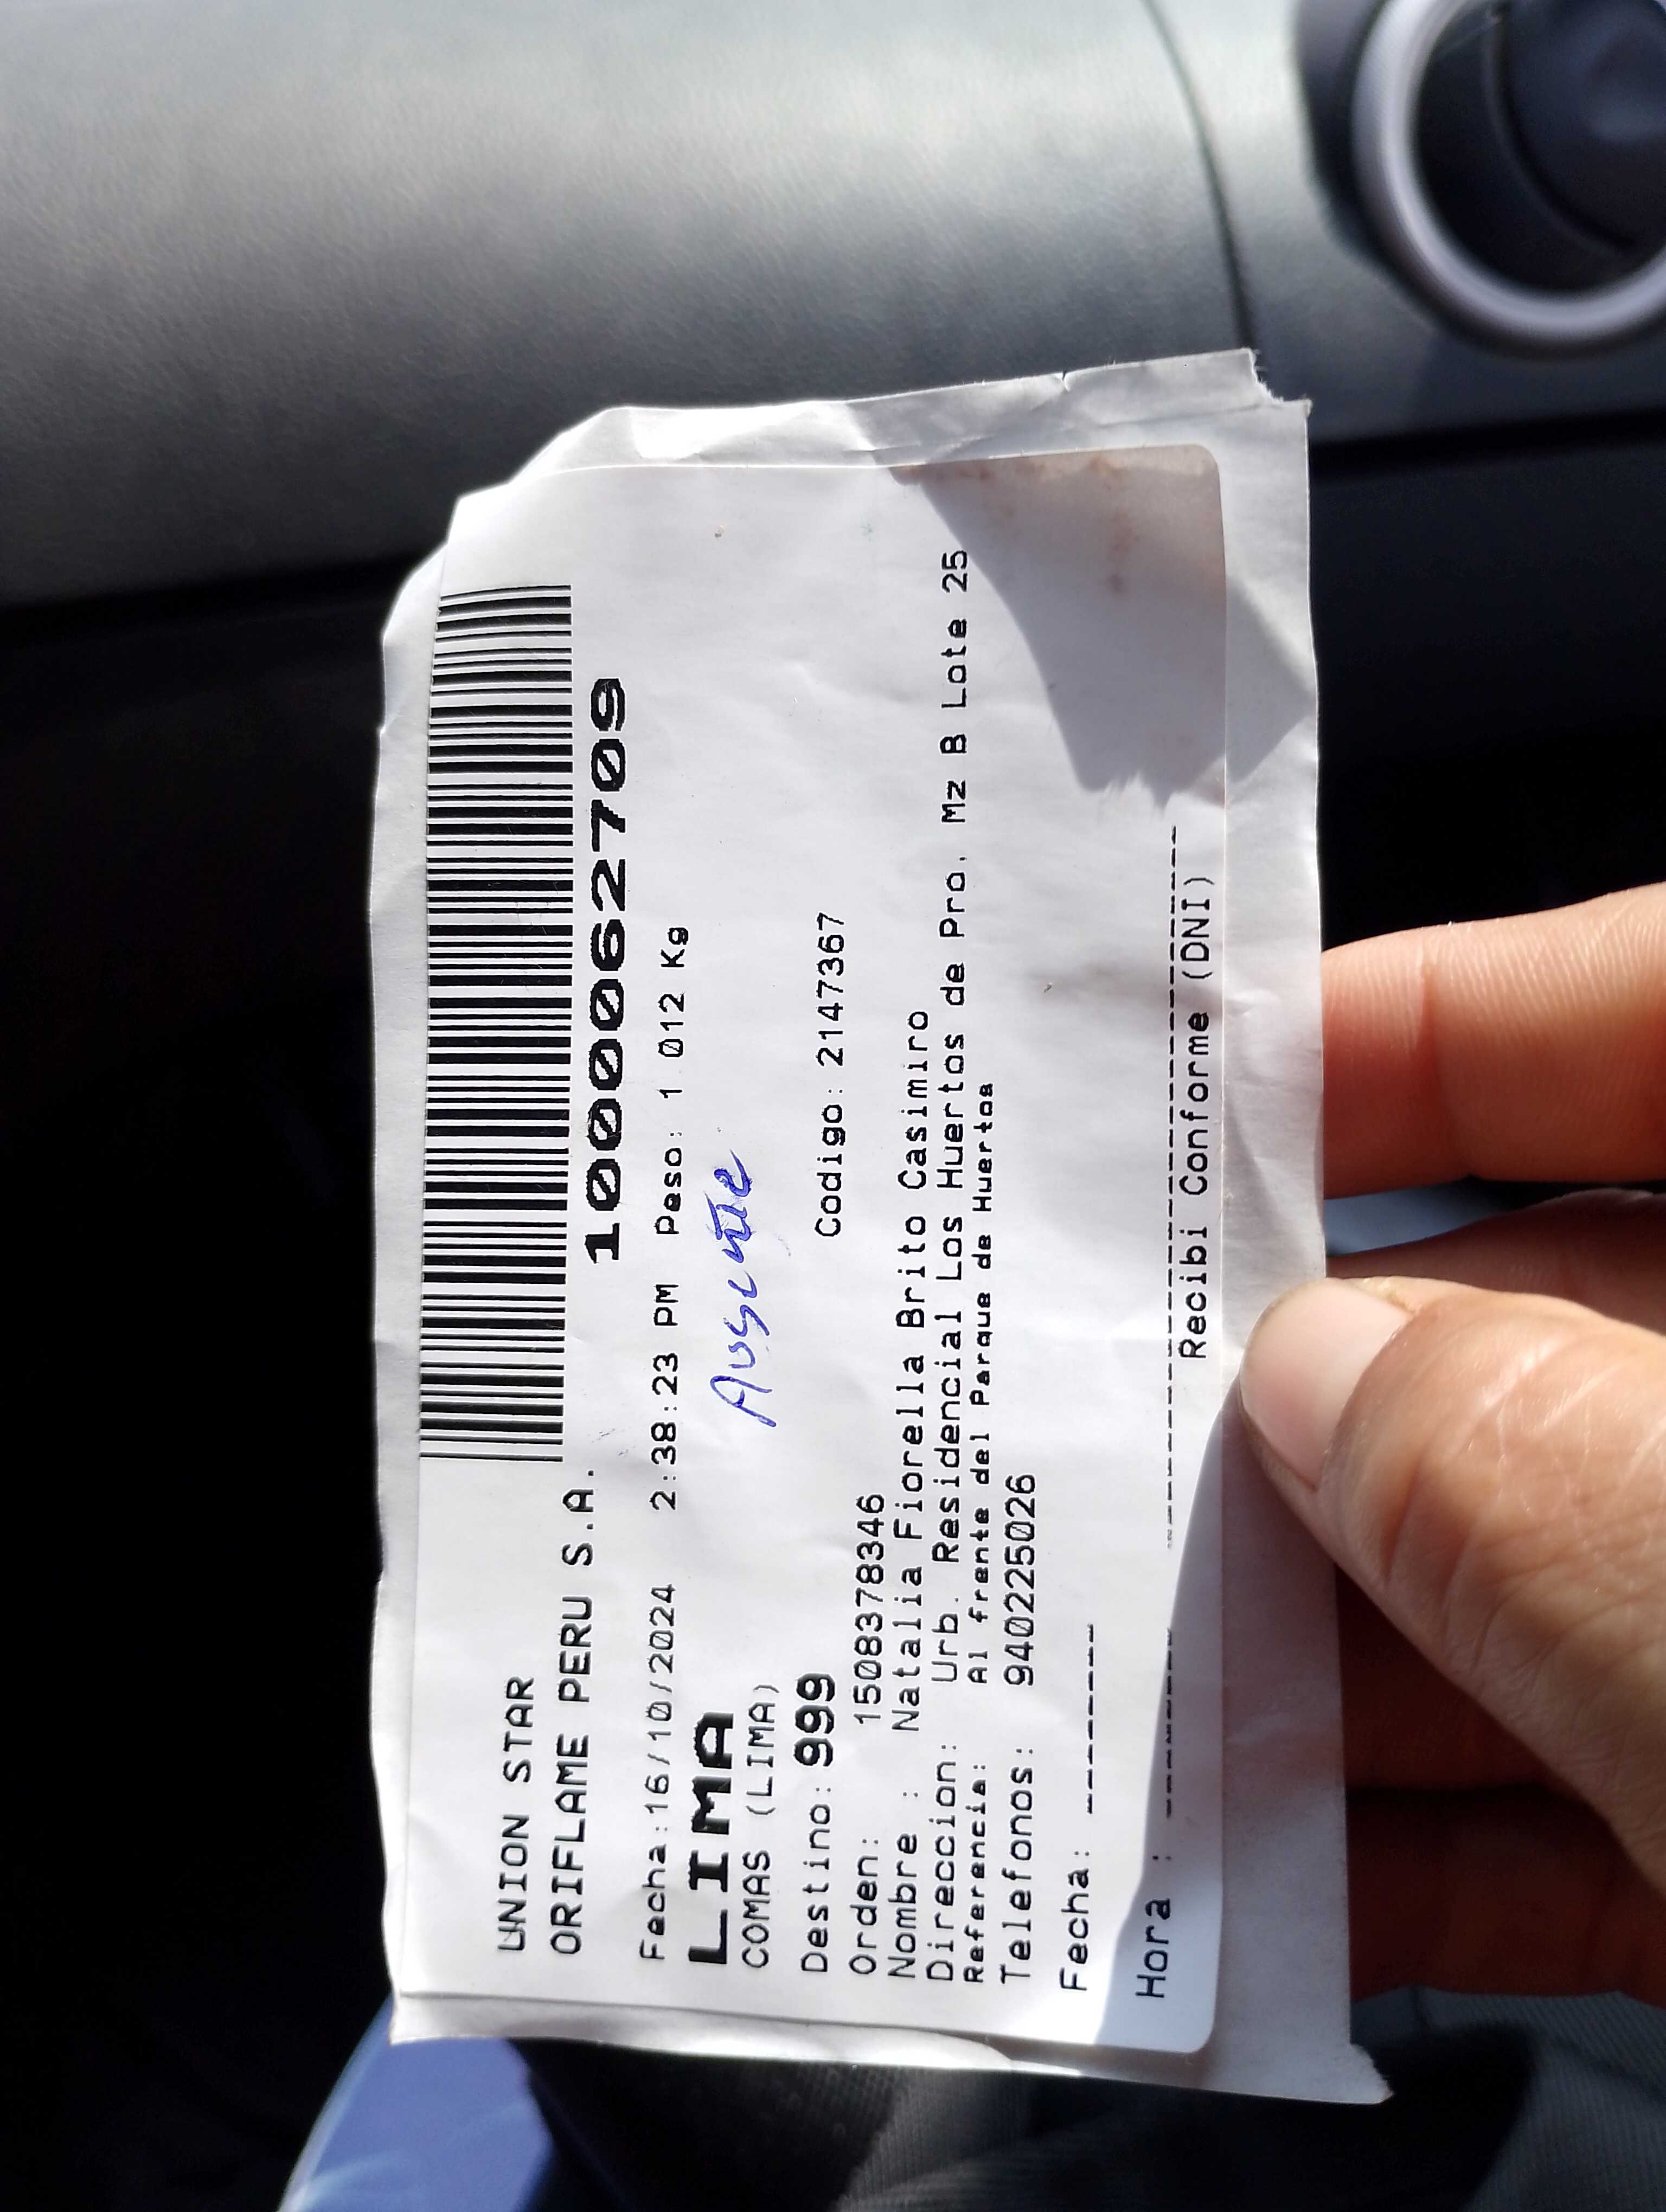 UNION STAR
ORIFLAME PERU S.A.
1000062709
Fecha:16/10/2024 2:38:23 PM Peso: 1.012 Kg
LIMA
Ausente
COMAS (LIMA)
Destino: 999 Codigo: 2147367
Orden: 1508378346
Nombre : Natalia Fiorella Brito Casimiro
Direccion: Urb. Residencial Los Huertos de Pro. Mz B Lote 25
Referencia: Al frente del Parque de Huertos
Telefonos: 940225026
Fecha: -------
Hora : -------
Recibi Conforme (DNI)